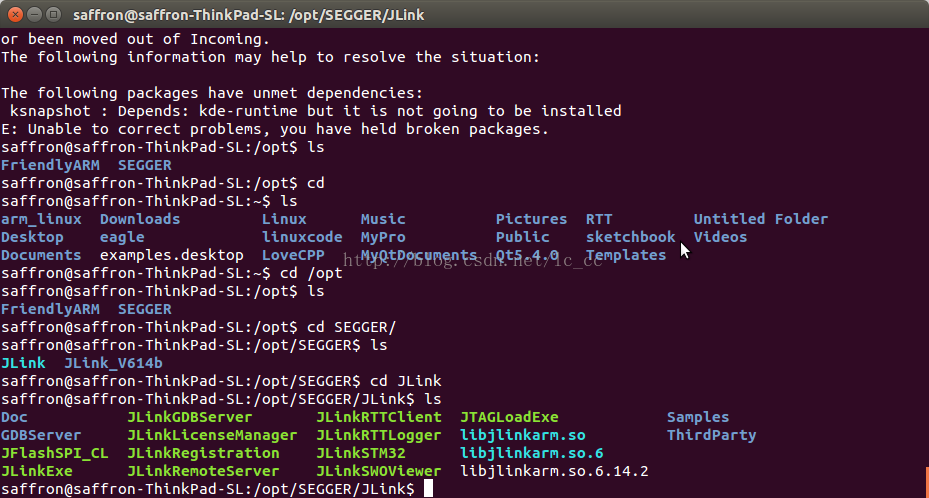 saffron@saffron-ThinkPad-SL: /opt/SEGGER/JLink
or been moved out of Incoming.
The following information may help to resolve the situation:
The following packages have unmet dependencies:
 ksnapshot : Depends: kde-runtime but it is not going to be installed
E: Unable to correct problems, you have held broken packages.
saffron@saffron-ThinkPad-SL:/opt$ ls
FriendlyARM  SEGGER
saffron@saffron-ThinkPad-SL:/opt$ cd
saffron@saffron-ThinkPad-SL:~$ ls
arm_linux  Downloads         Linux      Music          Pictures  RTT         Untitled Folder
Desktop    eagle             linuxcode  MyPro          Public    sketchbook  Videos
Documents  examples.desktop  LoveCPP    MyQtDocuments  Qt5.4.0   Templates
http://blog.csdn.net/lc_cc
saffron@saffron-ThinkPad-SL:~$ cd /opt
saffron@saffron-ThinkPad-SL:/opt$ ls
FriendlyARM  SEGGER
saffron@saffron-ThinkPad-SL:/opt$ cd SEGGER/
saffron@saffron-ThinkPad-SL:/opt/SEGGER$ ls
JLink  JLink_V614b
saffron@saffron-ThinkPad-SL:/opt/SEGGER$ cd JLink
saffron@saffron-ThinkPad-SL:/opt/SEGGER/JLink$ ls
Doc           JLinkGDBServer       JLinkRTTClient  JTAGLoadExe            Samples
GDBServer     JLinkLicenseManager  JLinkRTTLogger  libjlinkarm.so         ThirdParty
JFlashSPI_CL  JLinkRegistration    JLinkSTM32      libjlinkarm.so.6
JLinkExe      JLinkRemoteServer    JLinkSWOViewer  libjlinkarm.so.6.14.2
saffron@saffron-ThinkPad-SL:/opt/SEGGER/JLink$